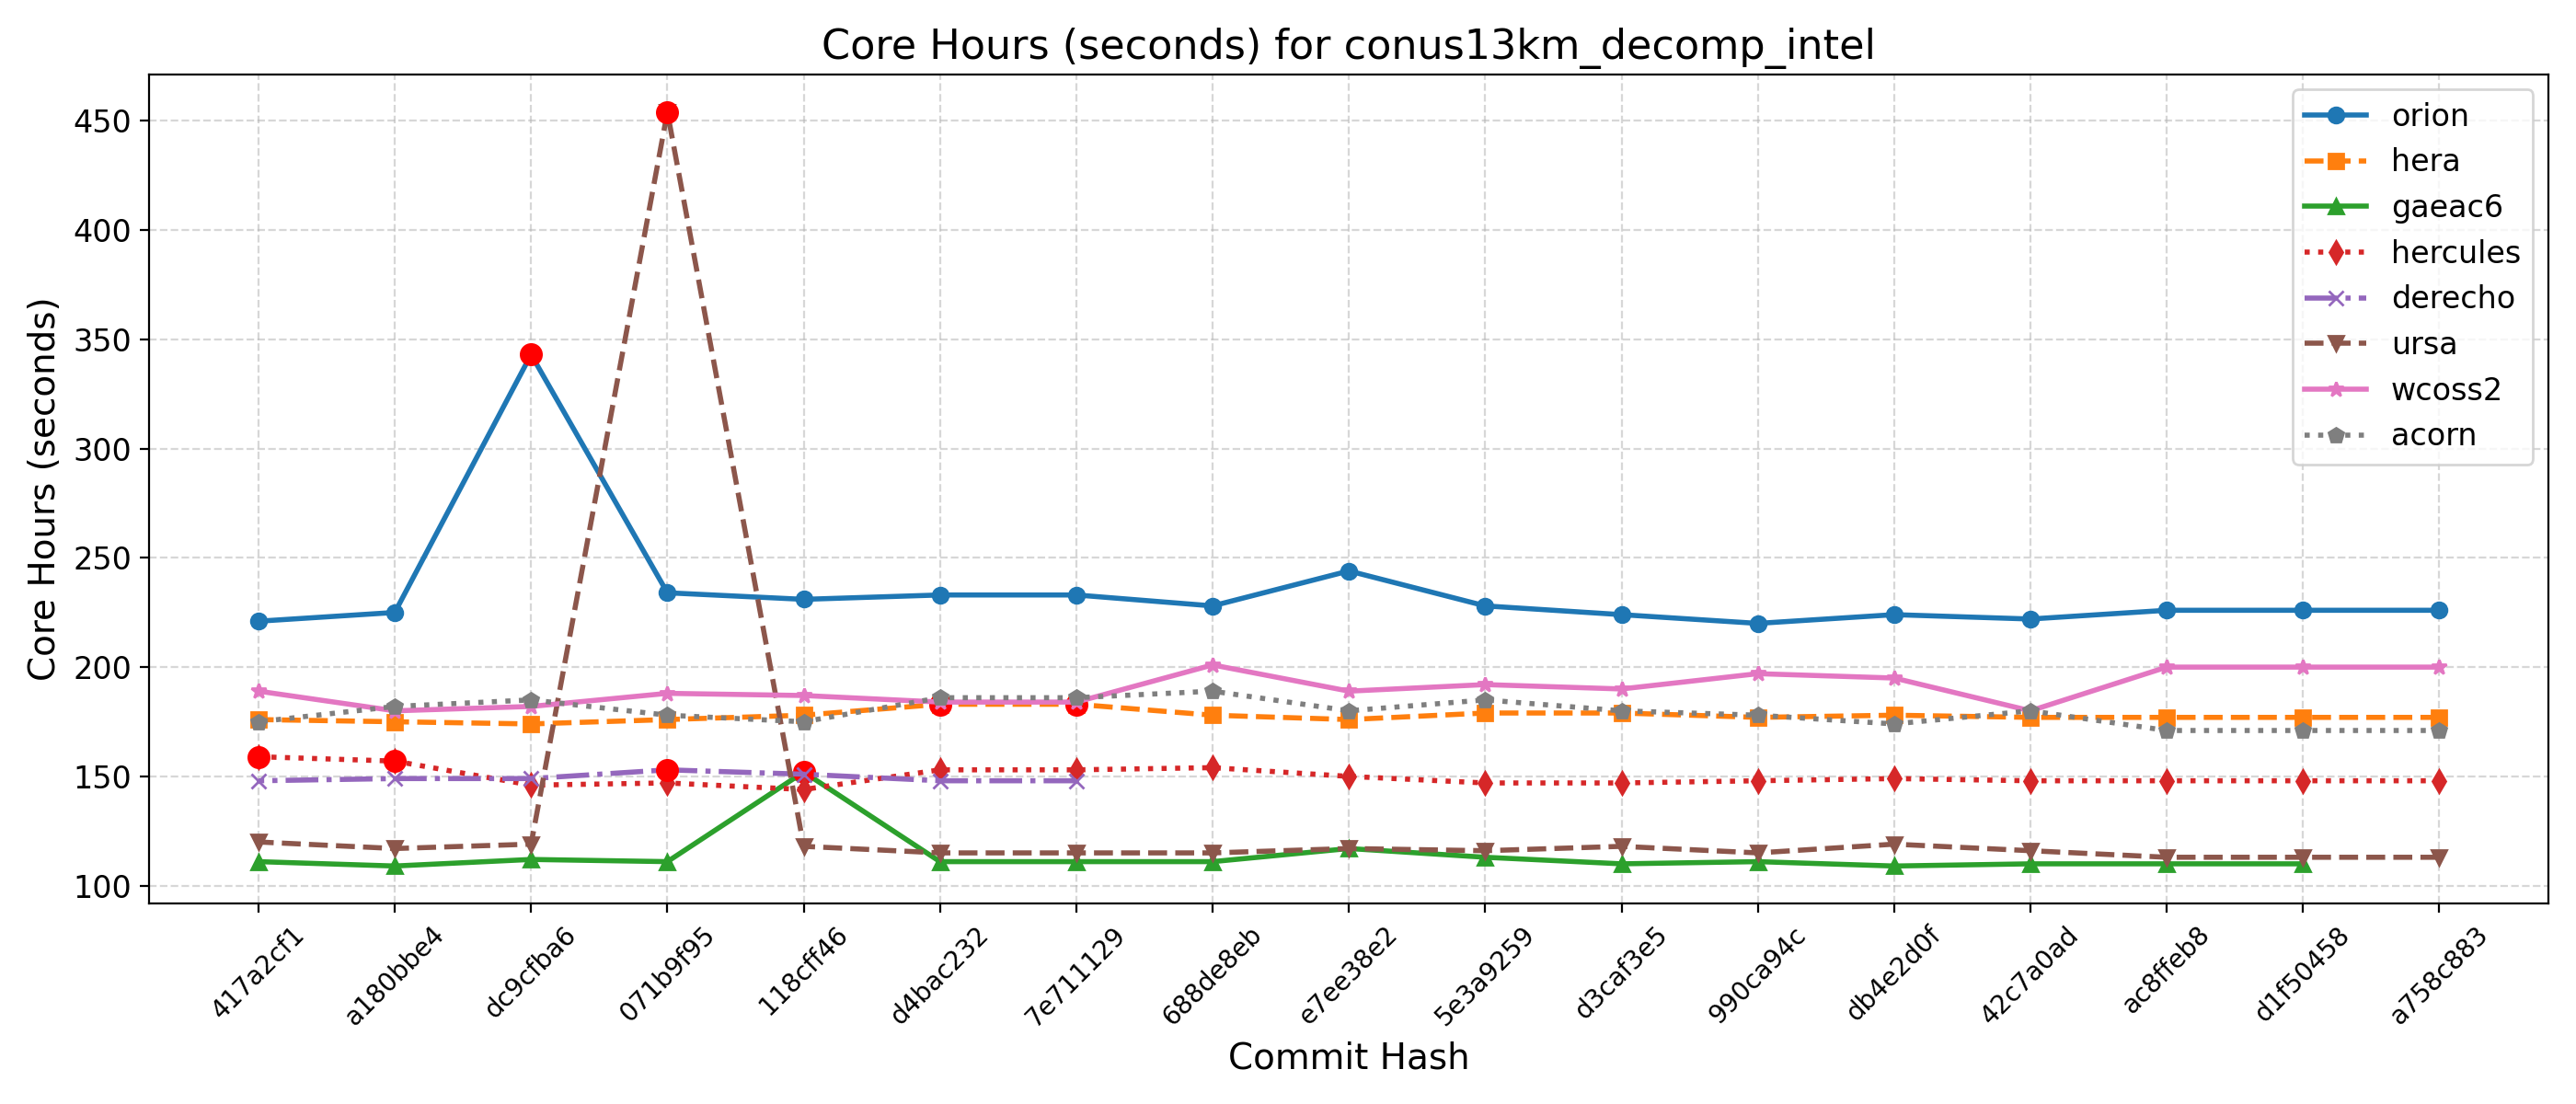 Core Hours (seconds) for conus13km_decomp_intel
Core Hours (seconds)
450
400
350
300
250
200
150
100
orion
hera
gaeac6
hercules
derecho
ursa
wcoss2
acorn
417a2cf1
a180bbe4
dc9cfba6
071b9f95
118cff46
d4bac232
7e711129
688de8eb
e7ee38e2
5e3a9259
d3caf3e5
990ca94c
db4e2d0f
42c7a0ad
ac8ffeb8
d1f50458
a758c883
Commit Hash